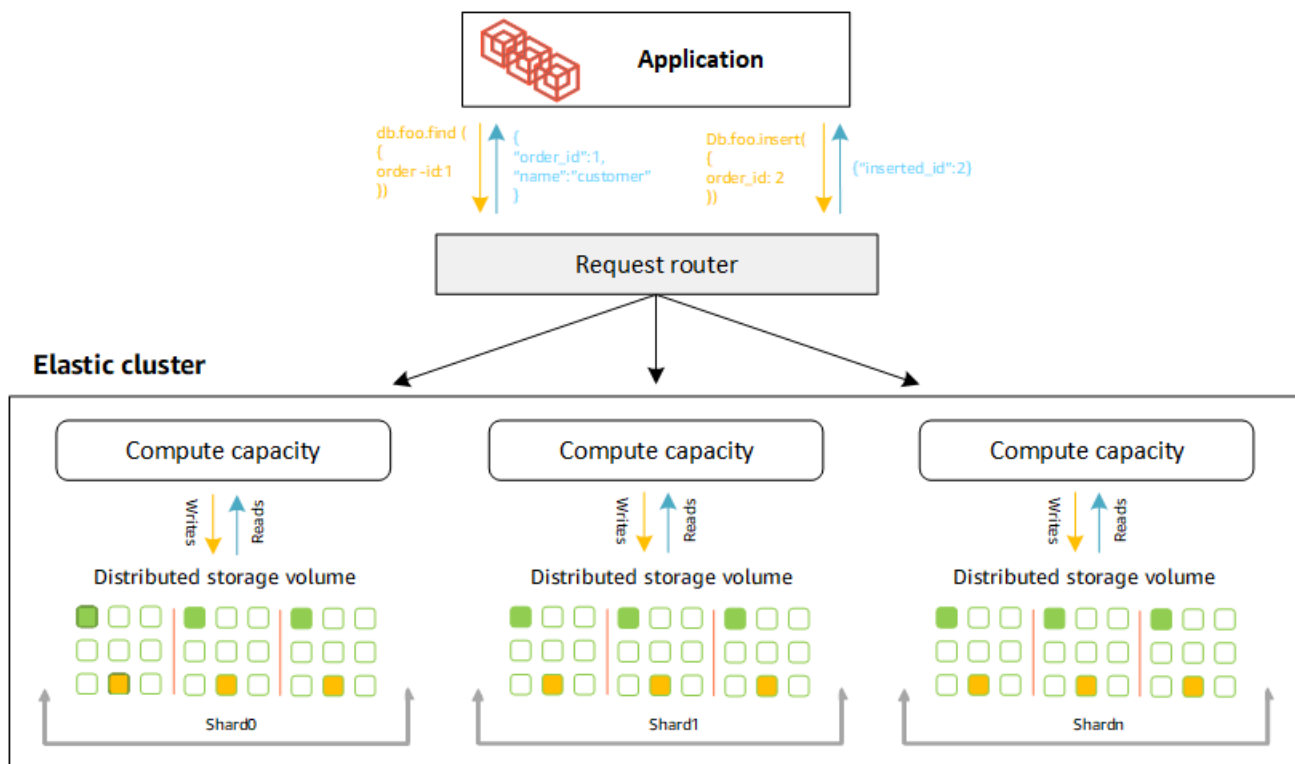 Application
db.foo.find (
{
order -id:1
})
{
"order_id":1,
"name":"customer"
}
Db.foo.insert(
{
order_id: 2
})
{"inserted_id":2}
Request router
Elastic cluster
Compute capacity
Compute capacity
Compute capacity
Writes
Reads
Writes
Reads
Writes
Reads
Distributed storage volume
Distributed storage volume
Distributed storage volume
Shard0
Shard1
Shardn